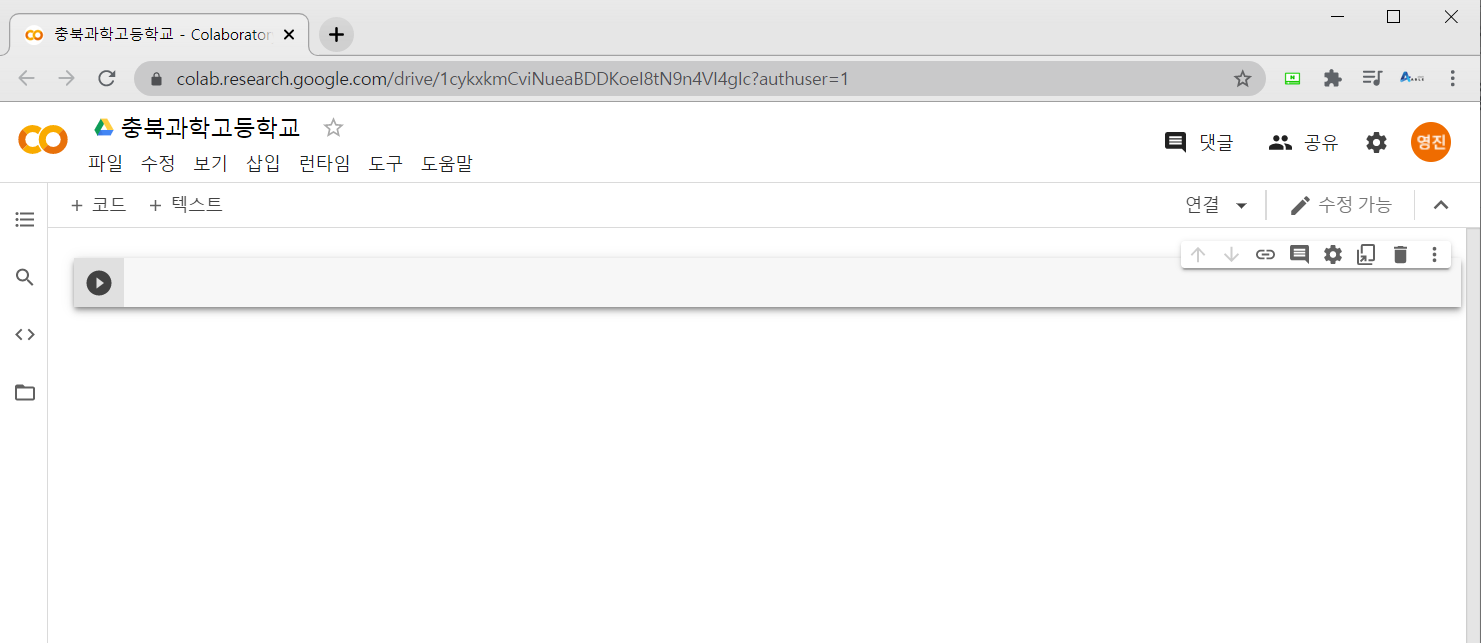 충북과학고등학교 - Colaborator
colab.research.google.com/drive/1cykxkmCviNueaBDDKoeI8tN9n4VI4gIc?authuser=1
충북과학고등학교
댓글 공유 영진
파일 수정 보기 삽입 런타임 도구 도움말
+ 코드 + 텍스트 연결 수정 가능